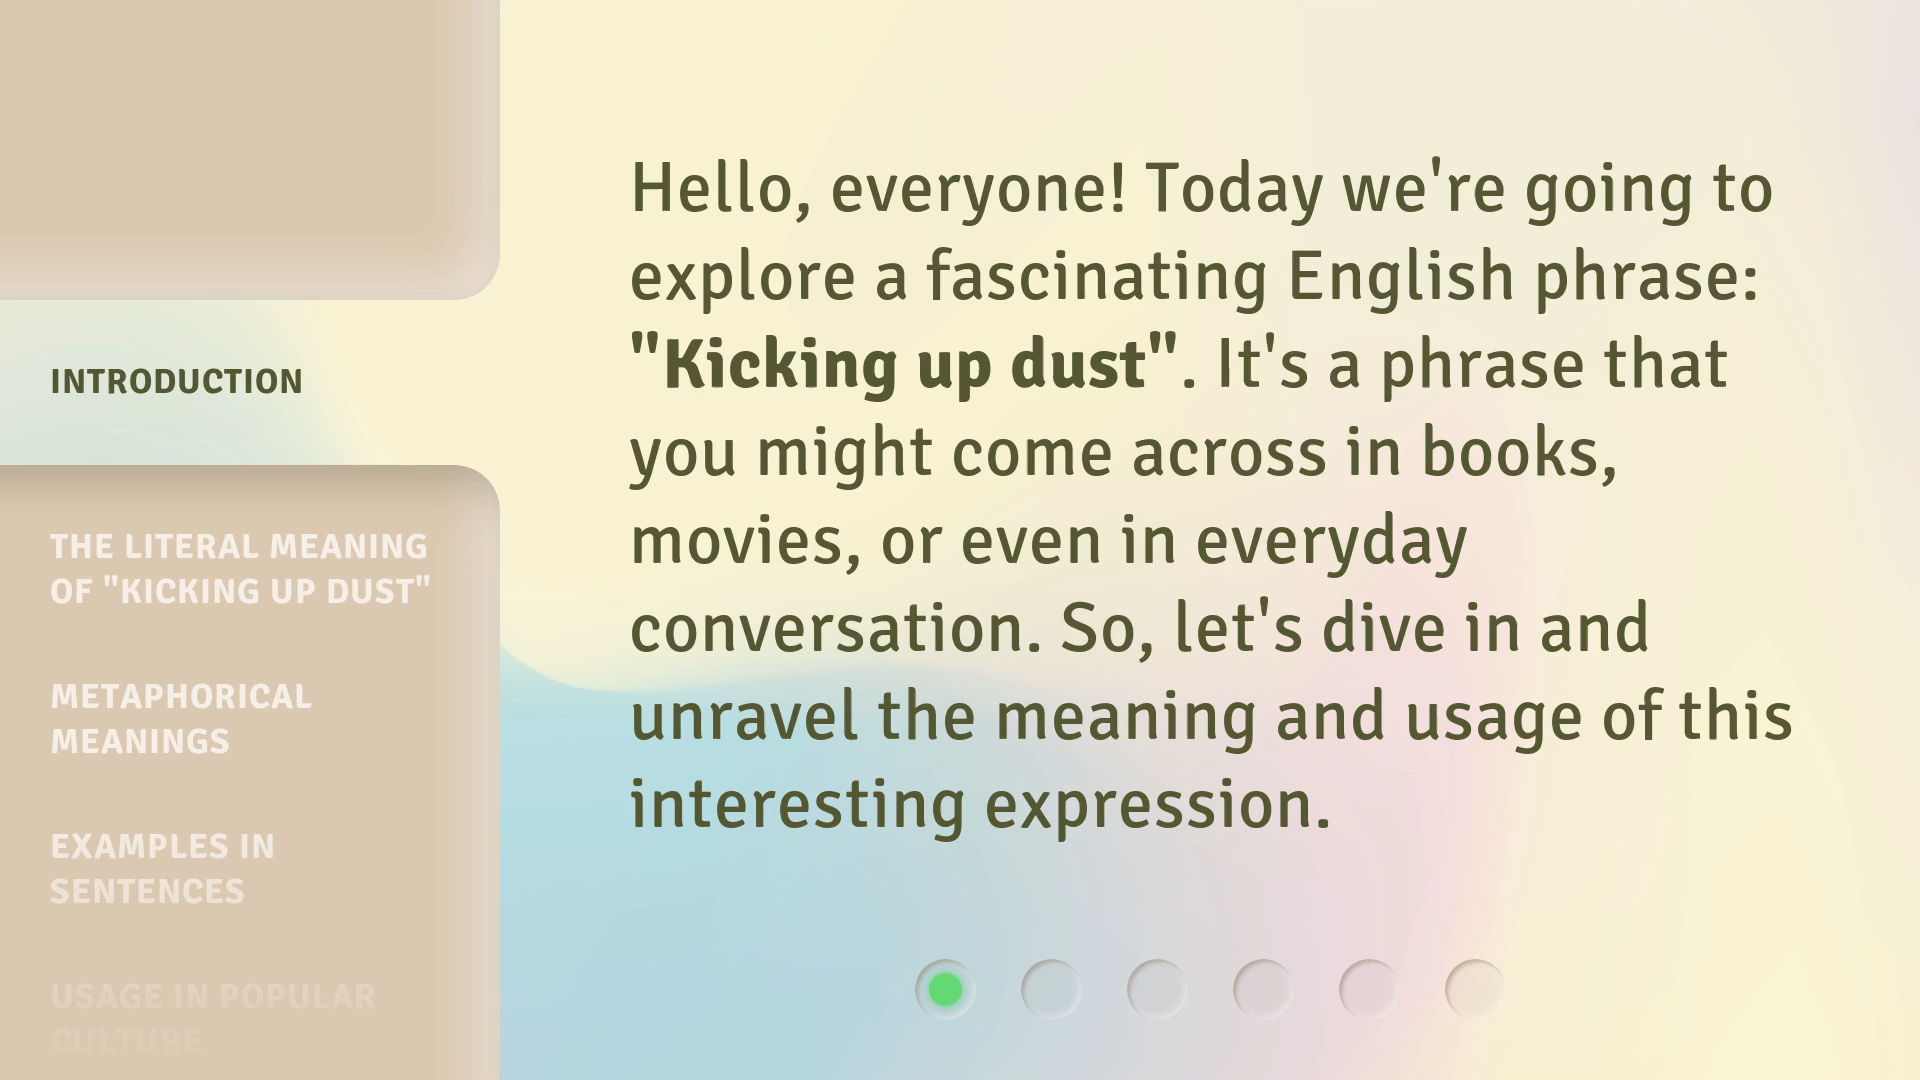 INTRODUCTION
THE LITERAL MEANING
OF "KICKING UP DUST"
METAPHORICAL
MEANINGS
EXAMPLES IN
SENTENCES
USAGE IN POPULAR
CULTURE
Hello, everyone! Today we're going to
explore a fascinating English phrase:
"Kicking up dust". It's a phrase that
you might come across in books,
movies, or even in everyday
conversation. So, let's dive in and
unravel the meaning and usage of this
interesting expression.